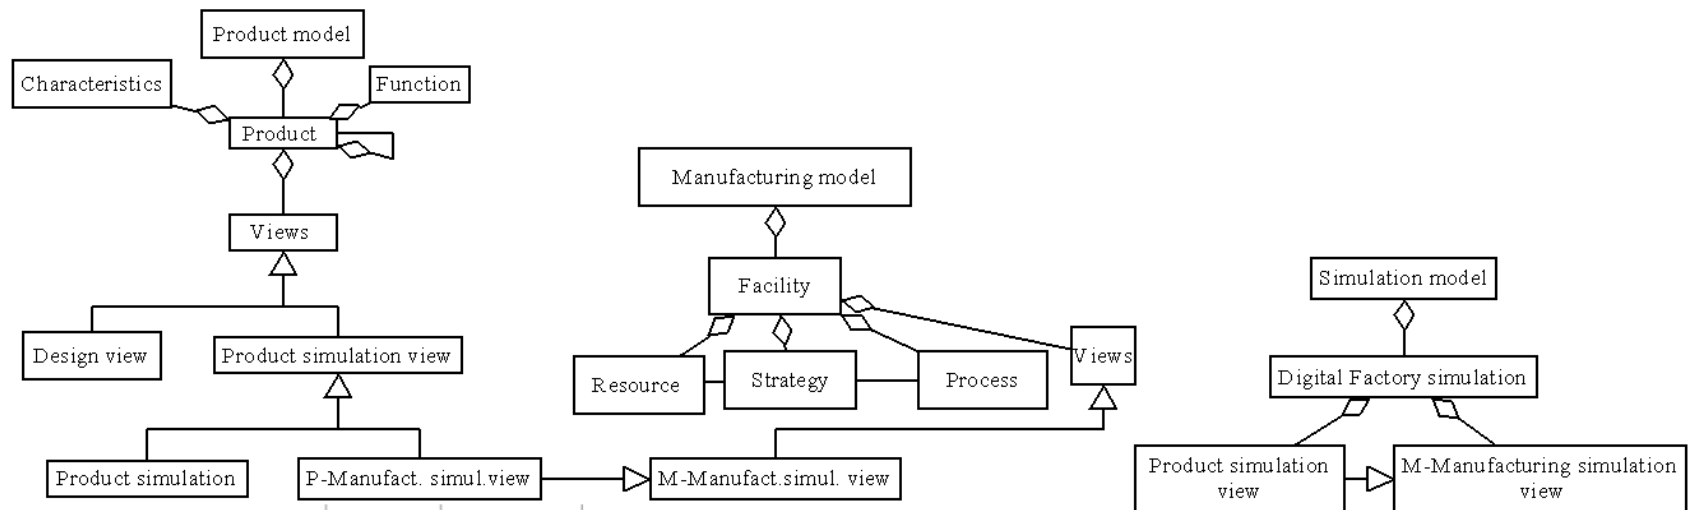 Product model
Characteristics
Function
Product
Views
Design view
Product simulation view
Product simulation
P-Manufact. simul.view
Manufacturing model
Facility
Resource
Strategy
Process
Views
M-Manufact.simul. view
Simulation model
Digital Factory simulation
Product simulation
view
M-Manufacturing simulation
view